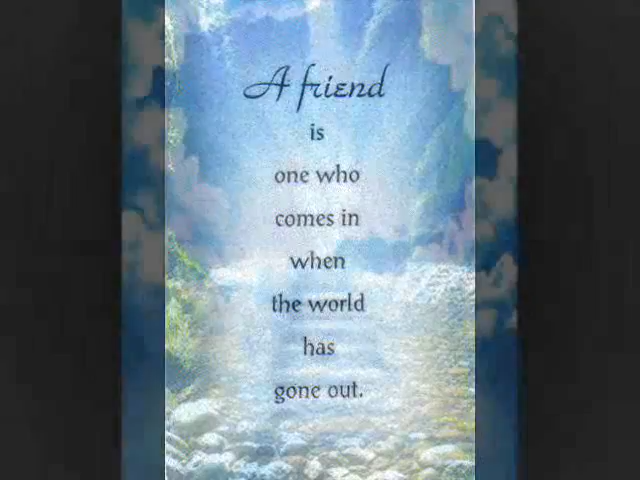 A friend
is
one who
comes in
when
the world
has
gone out.